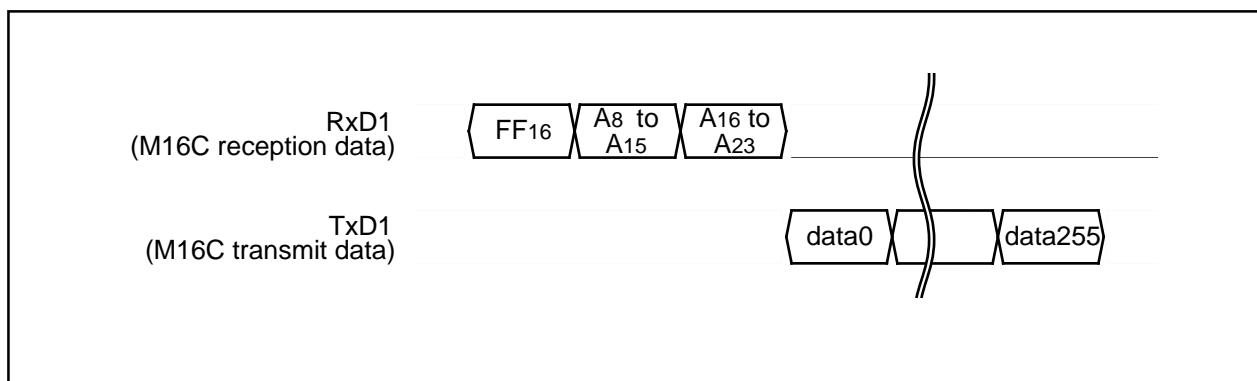 RxD1
(M16C reception data)
FF16
A8 to
A15
A16 to
A23
TxD1
(M16C transmit data)
data0
data255